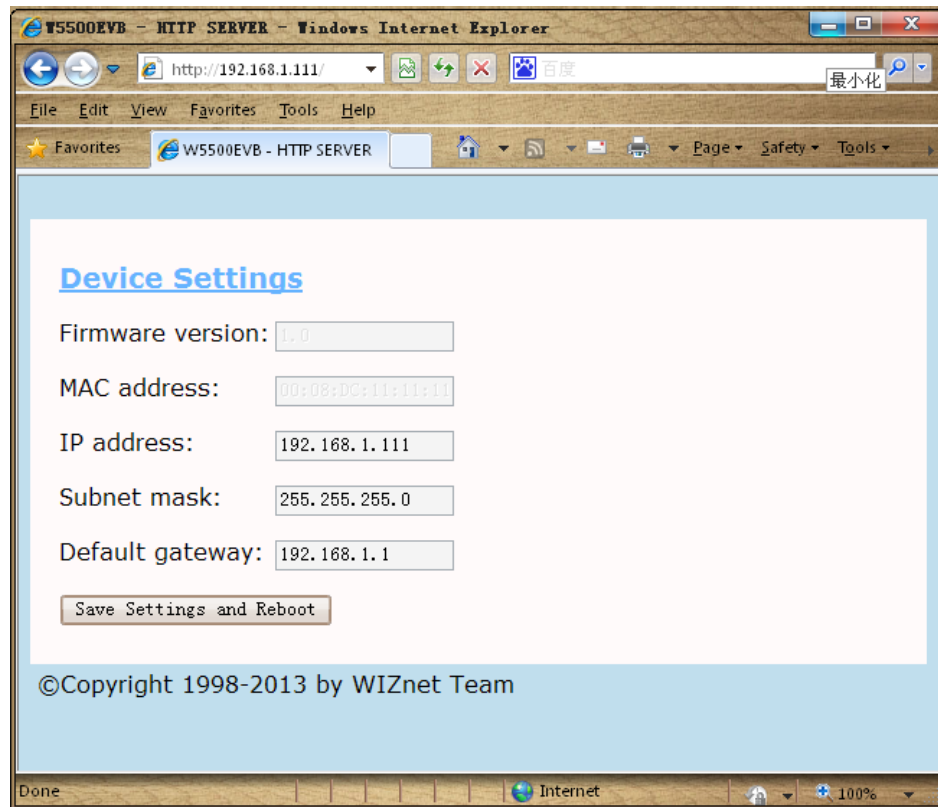 W5500EVB - HTTP SERVER - Windows Internet Explorer
http://192.168.1.111/
百度
最小化
File Edit View Favorites Tools Help
Favorites
W5500EVB - HTTP SERVER
Page Safety Tools
Device Settings
Firmware version: 1.0
MAC address: 00:08:DC:11:11:11
IP address: 192.168.1.111
Subnet mask: 255.255.255.0
Default gateway: 192.168.1.1
Save Settings and Reboot
©Copyright 1998-2013 by WIZnet Team
Done
Internet
100%